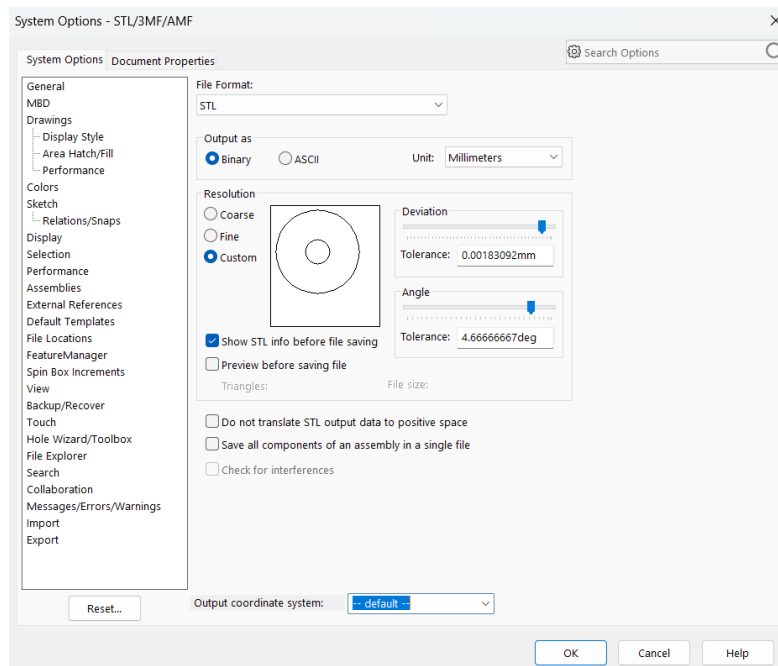 System Options - STL/3MF/AMF
System Options
Document Properties
Search Options
General
MBD
Drawings
Display Style
Area Hatch/Fill
Performance
Colors
Sketch
Relations/Snaps
Display
Selection
Performance
Assemblies
External References
Default Templates
File Locations
FeatureManager
Spin Box Increments
View
Backup/Recover
Touch
Hole Wizard/Toolbox
File Explorer
Search
Collaboration
Messages/Errors/Warnings
Import
Export
Reset...
File Format:
STL
Output as
Binary
ASCII
Unit:
Millimeters
Resolution
Coarse
Fine
Custom
Deviation
Tolerance:
0.00183092mm
Angle
Tolerance:
4.66666667deg
Show STL info before file saving
Preview before saving file
Triangles:
File size:
Do not translate STL output data to positive space
Save all components of an assembly in a single file
Check for interferences
Output coordinate system:
-- default --
OK
Cancel
Help